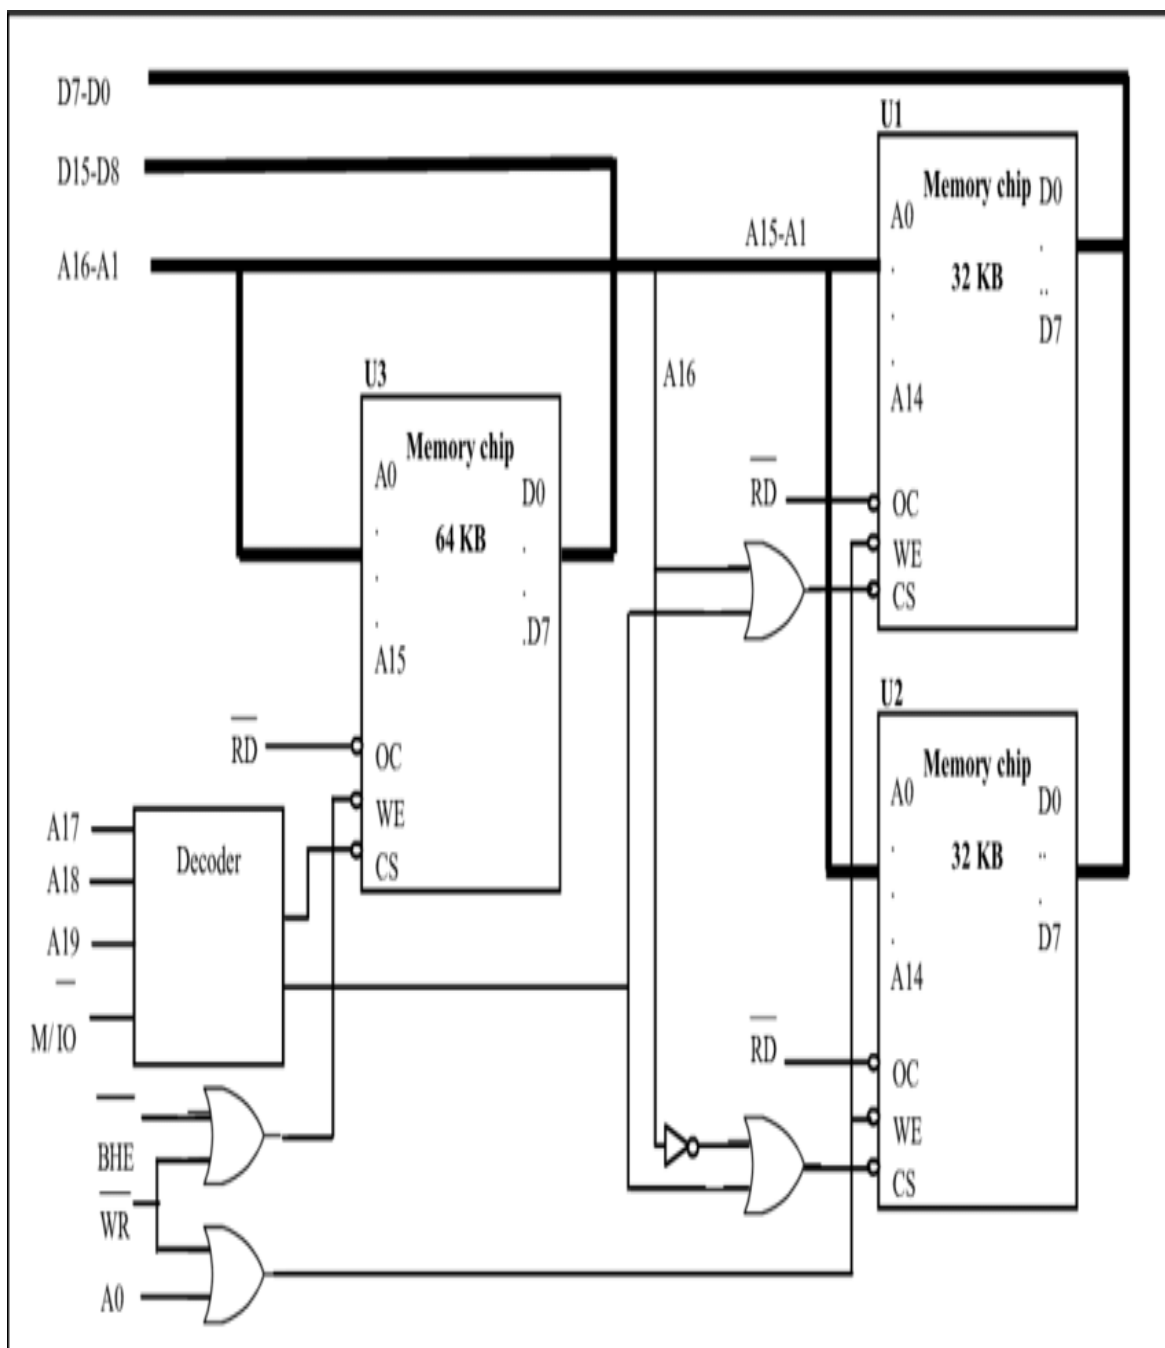 D7-D0
D15-D8
A16-A1
A15-A1
U1
Memory chip
32 KB
A0
.
.
.
A14
D0
.
..
D7
RD
OC
WE
CS
A16
U3
Memory chip
64 KB
A0
.
.
.
A15
D0
.
.
.D7
RD
OC
WE
CS
U2
Memory chip
32 KB
A0
.
.
.
A14
D0
..
.
D7
RD
OC
WE
CS
A17
A18
A19
M/ IO
Decoder
BHE
WR
A0